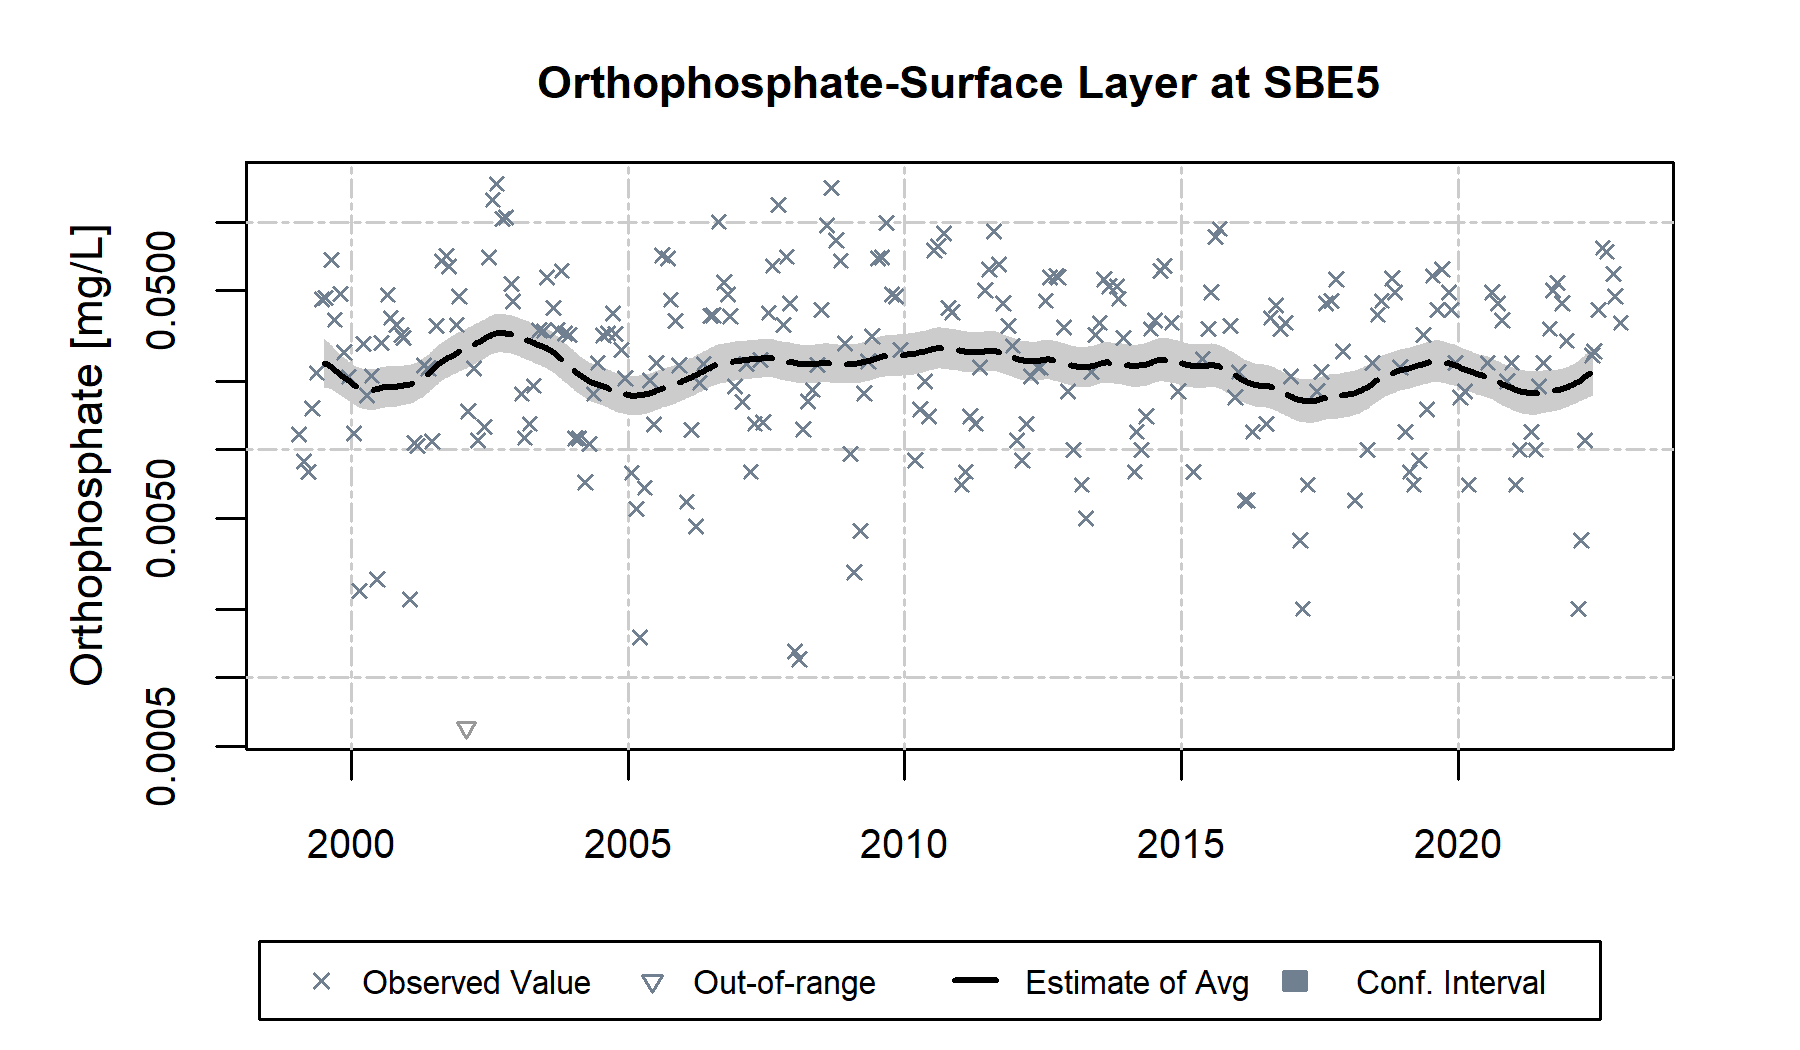 Orthophosphate-Surface Layer at SBE5
Orthophosphate [mg/L]
0.0500
0.0050
0.0005
2000 2005 2010 2015 2020
Observed Value Out-of-range Estimate of Avg Conf. Interval